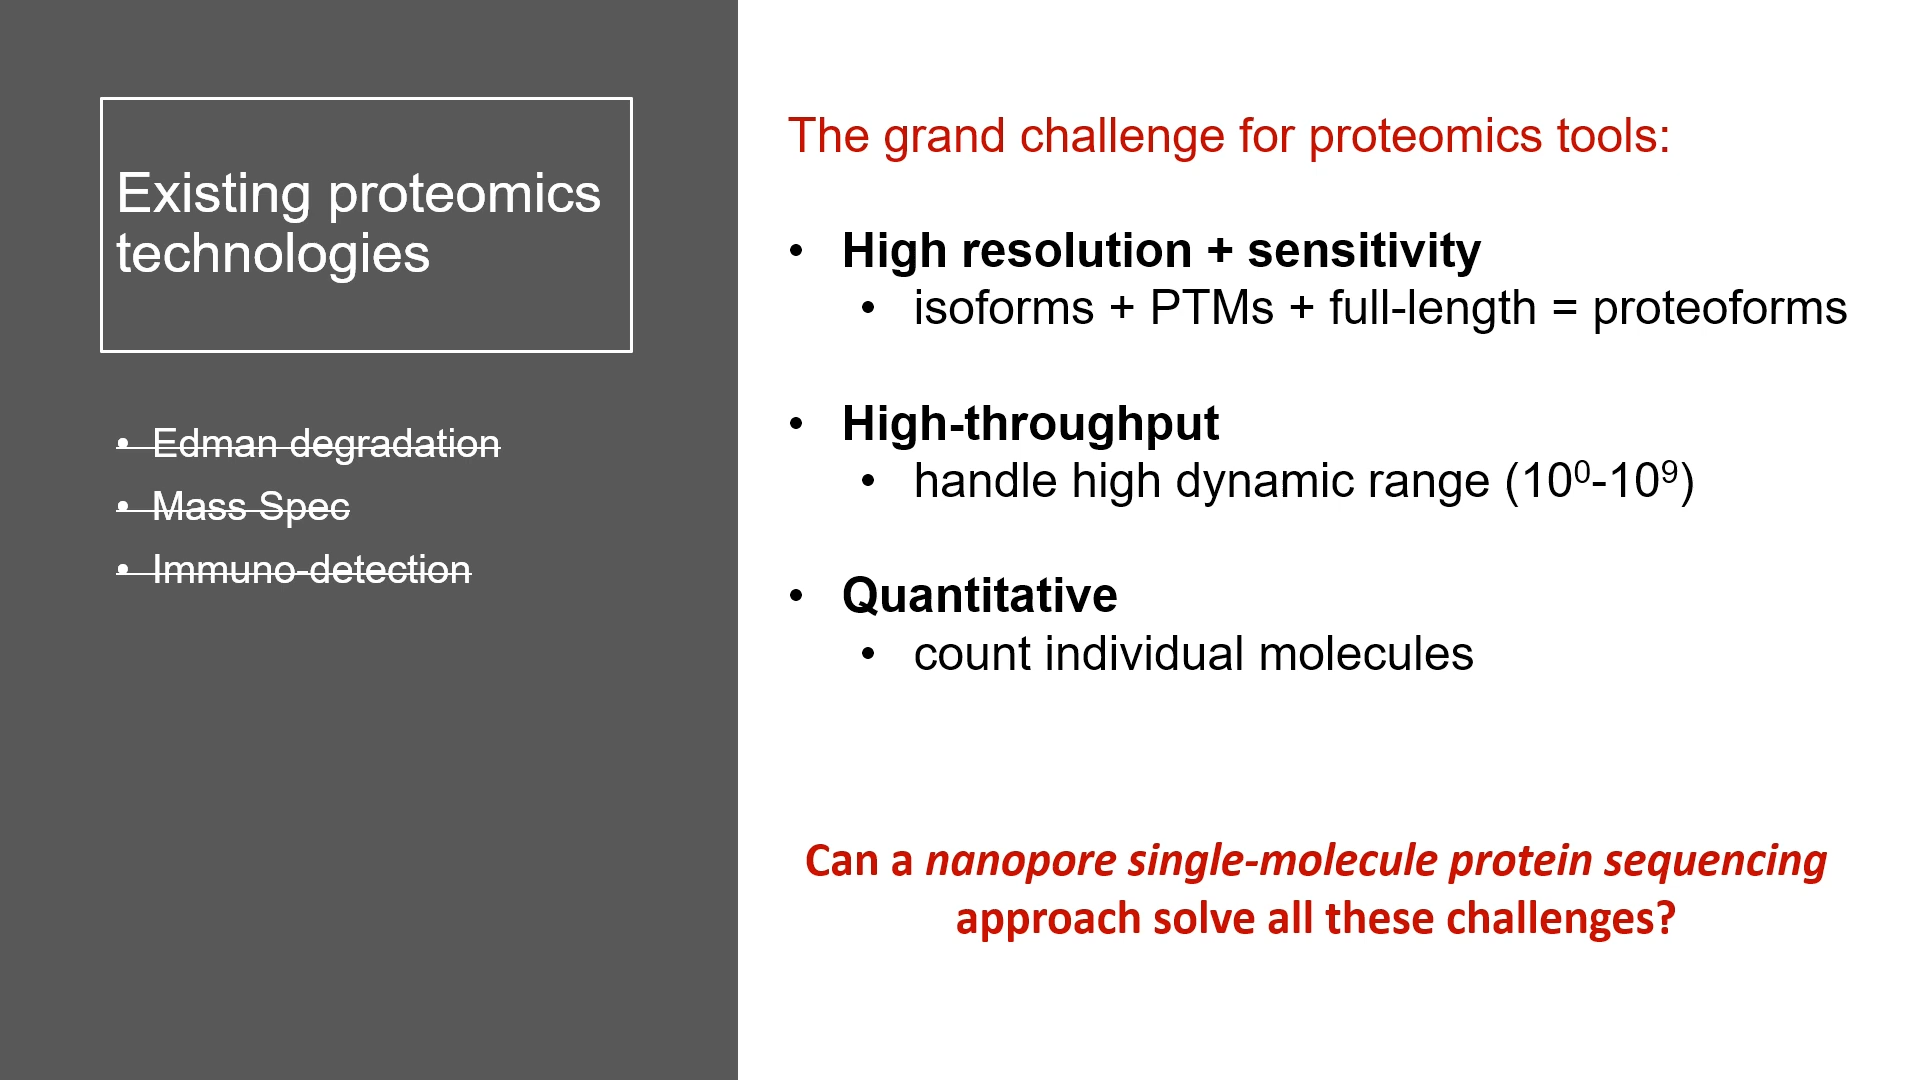 Existing proteomics
technologies
• Edman degradation
• Mass Spec
• Immuno-detection
The grand challenge for proteomics tools:
• High resolution + sensitivity
• isoforms + PTMs + full-length = proteoforms
• High-throughput
• handle high dynamic range (10⁰-10⁹)
• Quantitative
• count individual molecules
Can a nanopore single-molecule protein sequencing
approach solve all these challenges?